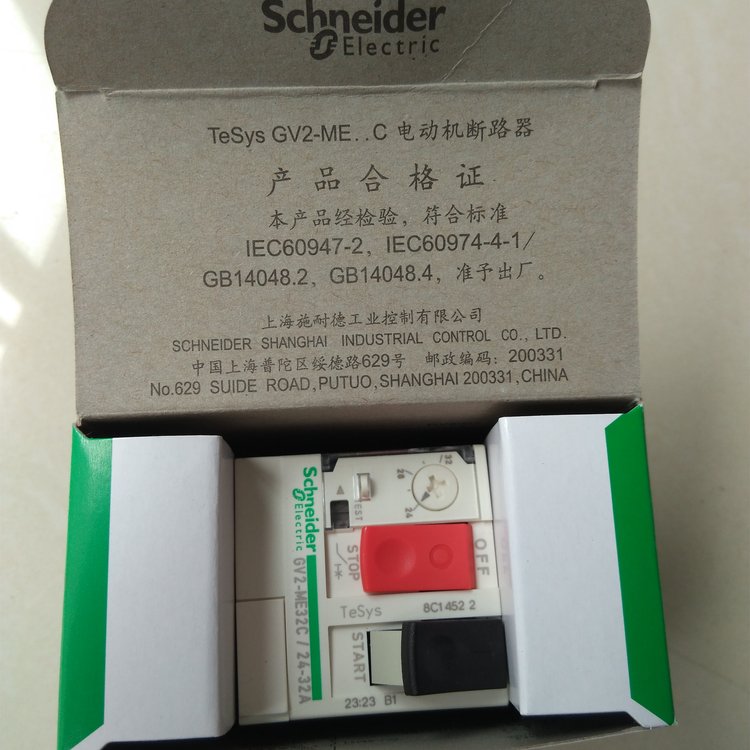 Schneider
Electric
TeSys GV2-ME..C 电动机断路器
产品合格证
本产品经检验，符合标准
IEC60947-2, IEC60974-4-1/
GB14048.2, GB14048.4, 准予出厂。
上海施耐德工业控制有限公司
SCHNEIDER SHANGHAI INDUSTRIAL CONTROL CO., LTD.
中国上海普陀区绥德路629号 邮政编码: 200331
No.629 SUIDE ROAD,PUTUO,SHANGHAI 200331,CHINA
Schneider
Electric
GV2-ME32C / 24-32A
32
28
24
STOP
OFF
TeSys
8C1 452 2
START
23:23 B1